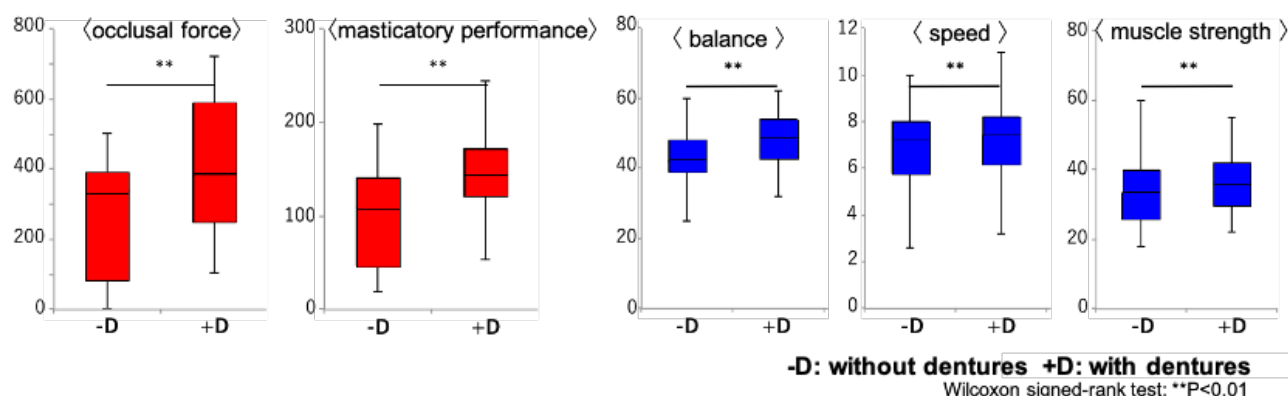 〈occlusal force〉
800
600
400
200
0
**
-D +D
〈masticatory performance〉
300
200
100
0
**
-D +D
〈 balance 〉
80
60
40
20
0
**
-D +D
〈 speed 〉
12
10
8
6
4
2
0
**
-D +D
〈 muscle strength 〉
80
60
40
20
0
**
-D +D
-D: without dentures +D: with dentures
Wilcoxon signed-rank test: **P<0.01